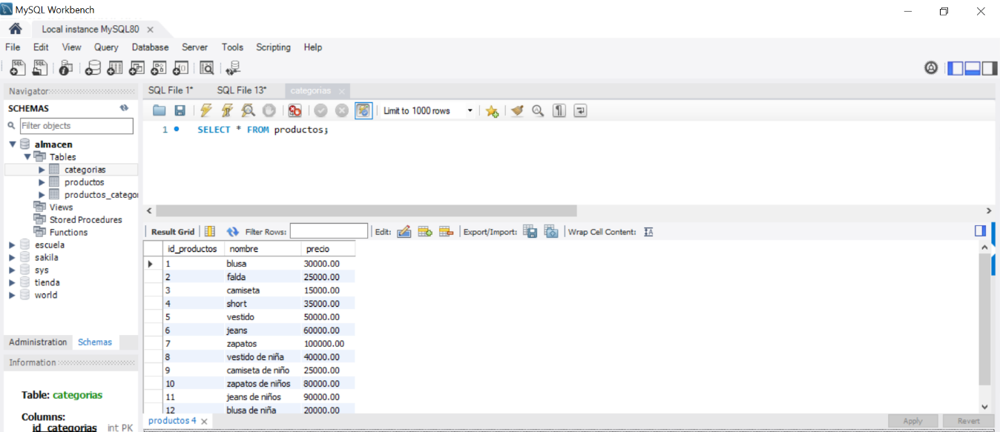 MySQL Workbench
Local instance MySQL80
File Edit View Query Database Server Tools Scripting Help
Navigator
SQL File 1* SQL File 13* categorias
SCHEMAS
Limit to 1000 rows
Filter objects
1 SELECT * FROM productos;
almacen
Tables
categorias
productos
productos_categor
Views
Stored Procedures
Functions
escuela
sakila
sys
tienda
world
Result Grid Filter Rows: Edit: Export/Import: Wrap Cell Content:
id_productos nombre precio
1 blusa 30000.00
2 falda 25000.00
3 camiseta 15000.00
4 short 35000.00
5 vestido 50000.00
6 jeans 60000.00
7 zapatos 100000.00
8 vestido de niña 40000.00
9 camiseta de niño 25000.00
10 zapatos de niños 80000.00
11 jeans de niños 90000.00
12 blusa de niña 20000.00
Administration Schemas
Information
Table: categorias
Columns:
id_categorias int PK
productos 4
Apply Revert